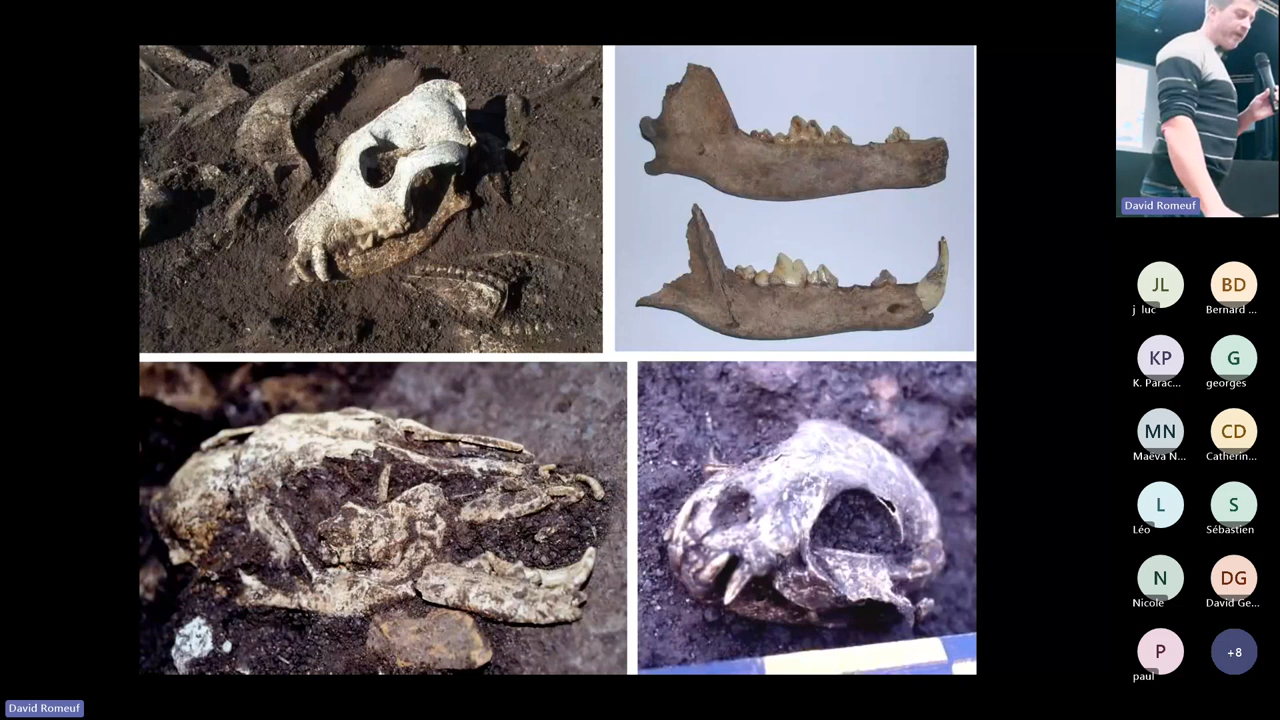 David Romeuf
JL
j luc
BD
Bernard ...
KP
K. Parac...
G
georges
MN
Maëva N...
CD
Catherin...
L
Léo
S
Sébastien
N
Nicole
DG
David Ge...
P
paul
+8
David Romeuf